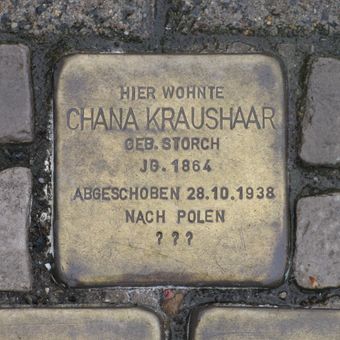 HIER WOHNTE
CHANA KRAUSHAAR
GEB. STORCH
JG. 1864
ABGESCHOBEN 28.10.1938
NACH POLEN
? ? ?